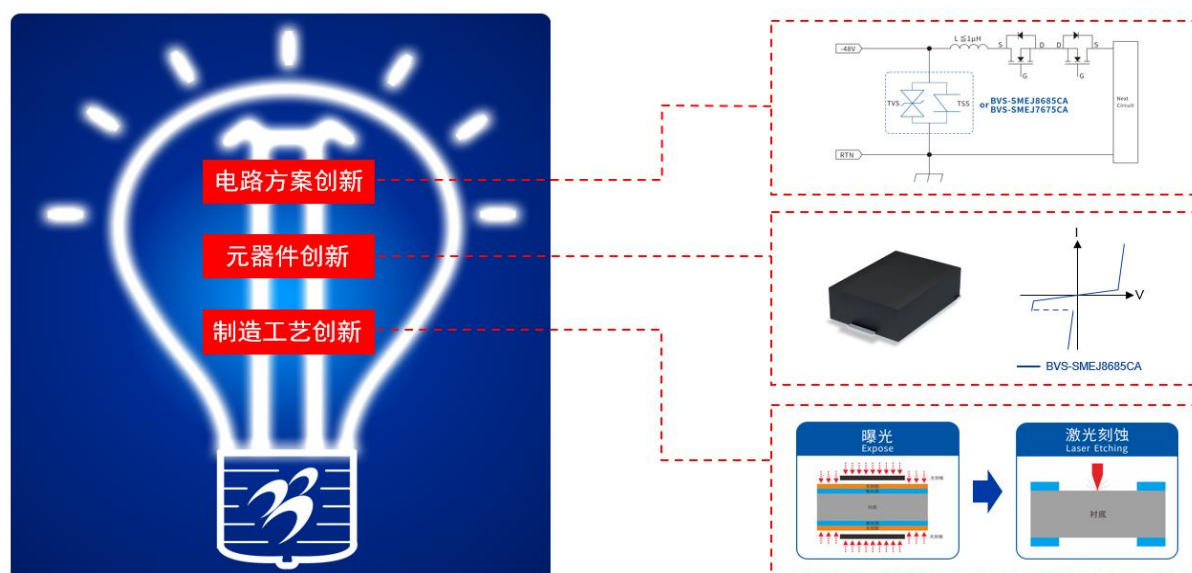 电路方案创新
元器件创新
制造工艺创新
-48V
L≦1μH
S
D
D
S
G
G
TVS
TSS
or BVS-SMEJ8685CA
BVS-SMEJ7675CA
Next
Circuit
RTN
I
V
BVS-SMEJ8685CA
曝光
Expose
衬底
激光刻蚀
Laser Etching
衬底